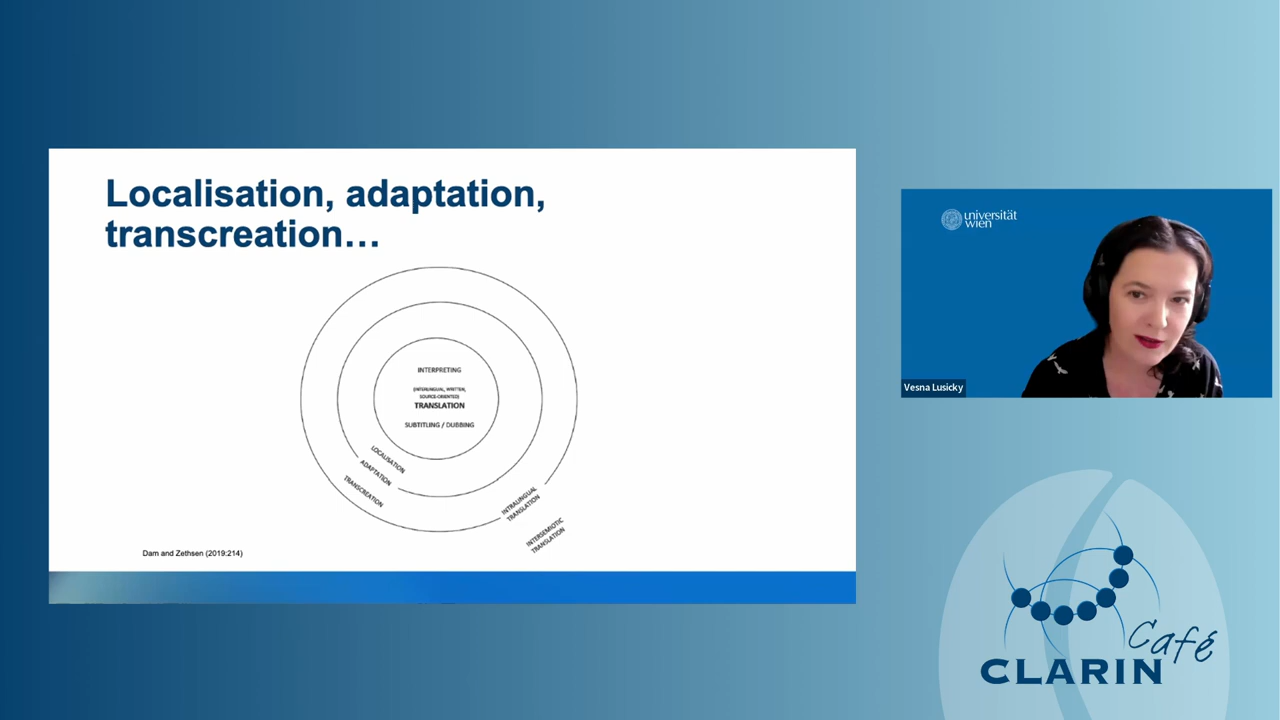 Localisation, adaptation,
transcreation…
INTERPRETING
(INTERLINGUAL, WRITTEN,
SOURCE-ORIENTED)
TRANSLATION
SUBTITLING / DUBBING
LOCALISATION
ADAPTATION
TRANSCREATION
INTRALINGUAL
TRANSLATION
INTERSEMIOTIC
TRANSLATION
Dam and Zethsen (2019:214)
universität
wien
Vesna Lusicky
Café
CLARIN